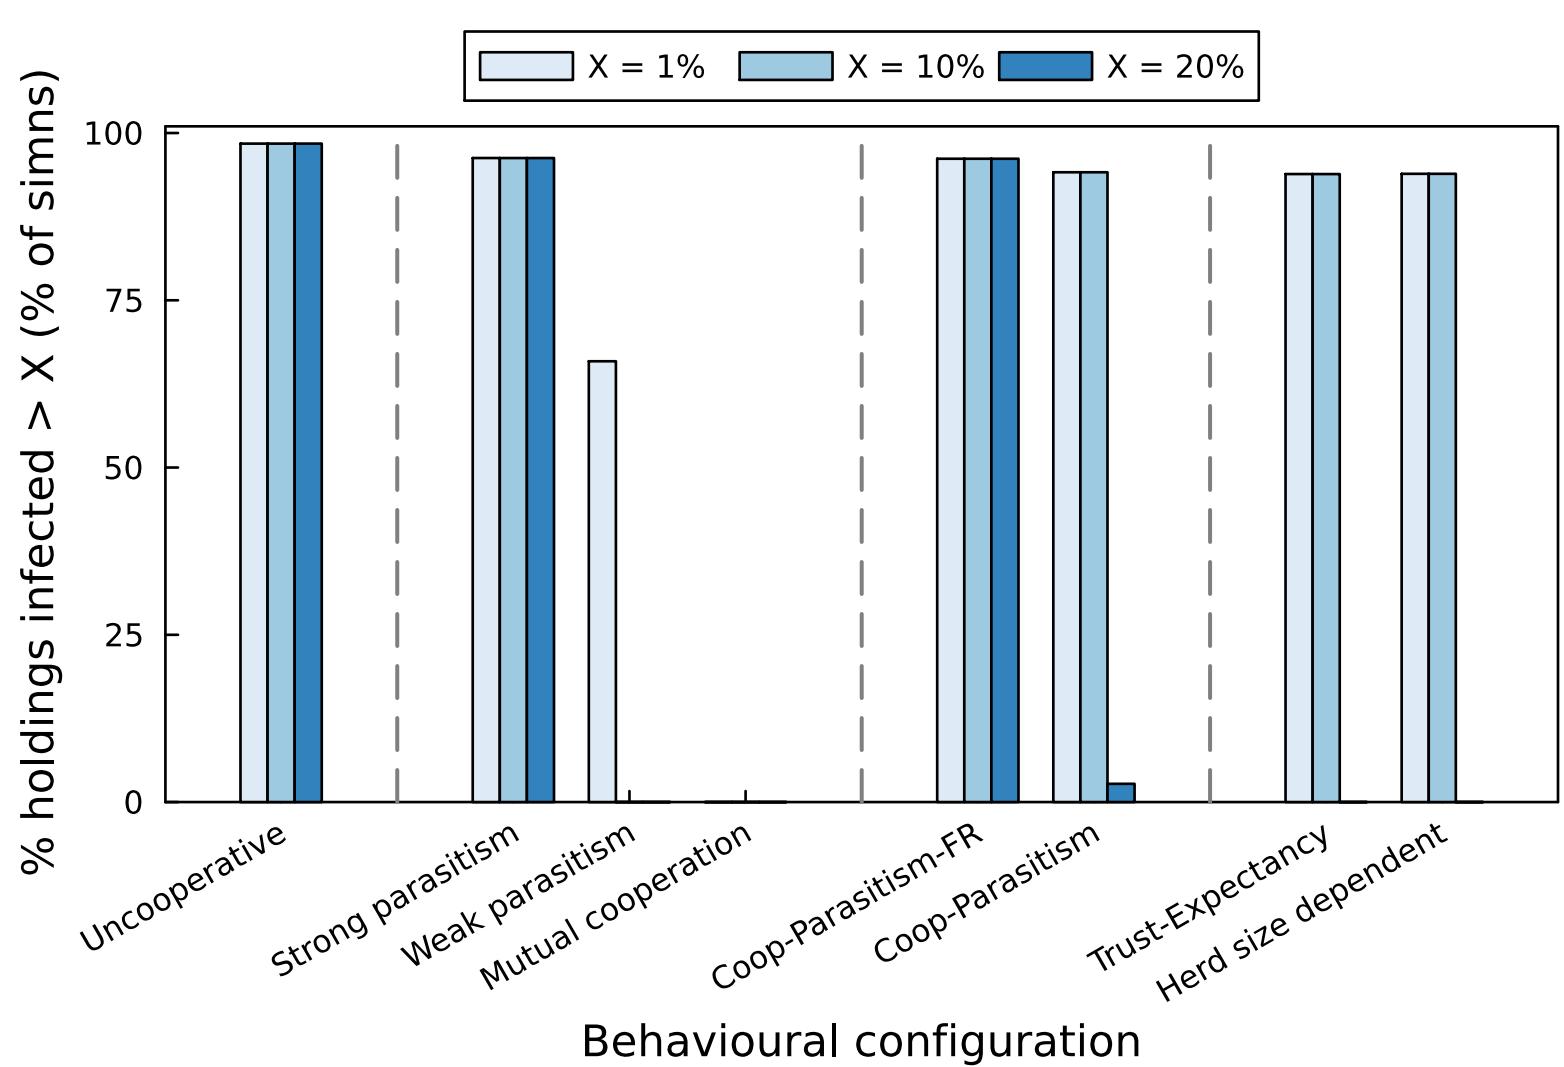 X = 1%
X = 10%
X = 20%
% holdings infected > X (% of simns)
100
75
50
25
0
Uncooperative
Strong parasitism
Weak parasitism
Mutual cooperation
Coop-Parasitism-FR
Coop-Parasitism
Trust-Expectancy
Herd size dependent
Behavioural configuration